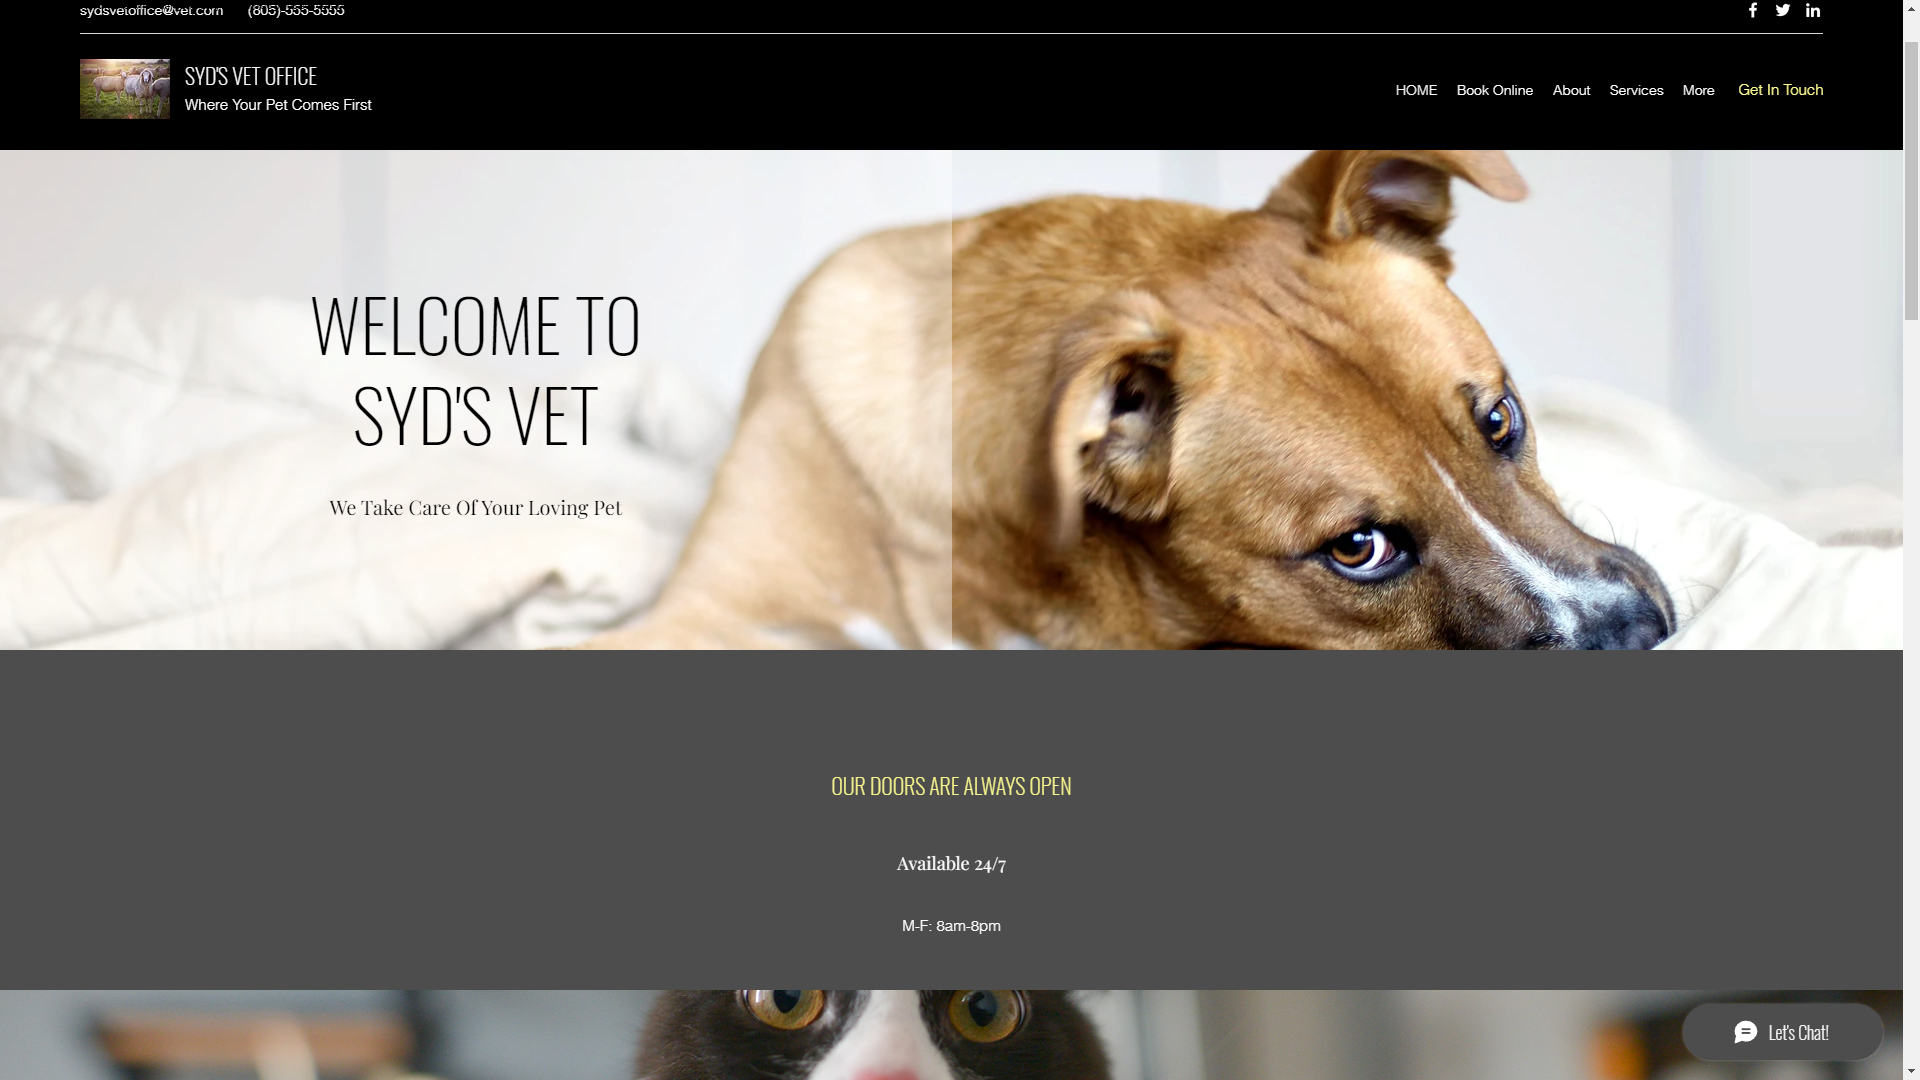 sydsvetoffice@vet.com (805)-555-5555
SYD'S VET OFFICE
Where Your Pet Comes First
HOME Book Online About Services More Get In Touch
WELCOME TO
SYD'S VET
We Take Care Of Your Loving Pet
OUR DOORS ARE ALWAYS OPEN
Available 24/7
M-F: 8am-8pm
Let's Chat!